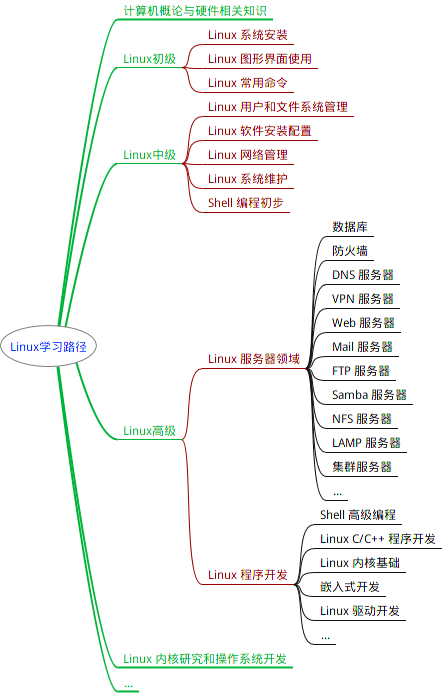 计算机概论与硬件相关知识
Linux初级
Linux 系统安装
Linux 图形界面使用
Linux 常用命令
Linux中级
Linux 用户和文件系统管理
Linux 软件安装配置
Linux 网络管理
Linux 系统维护
Shell 编程初步
Linux学习路径
Linux高级
Linux 服务器领域
数据库
防火墙
DNS 服务器
VPN 服务器
Web 服务器
Mail 服务器
FTP 服务器
Samba 服务器
NFS 服务器
LAMP 服务器
集群服务器
...
Linux 程序开发
Shell 高级编程
Linux C/C++ 程序开发
Linux 内核基础
嵌入式开发
Linux 驱动开发
...
Linux 内核研究和操作系统开发
...